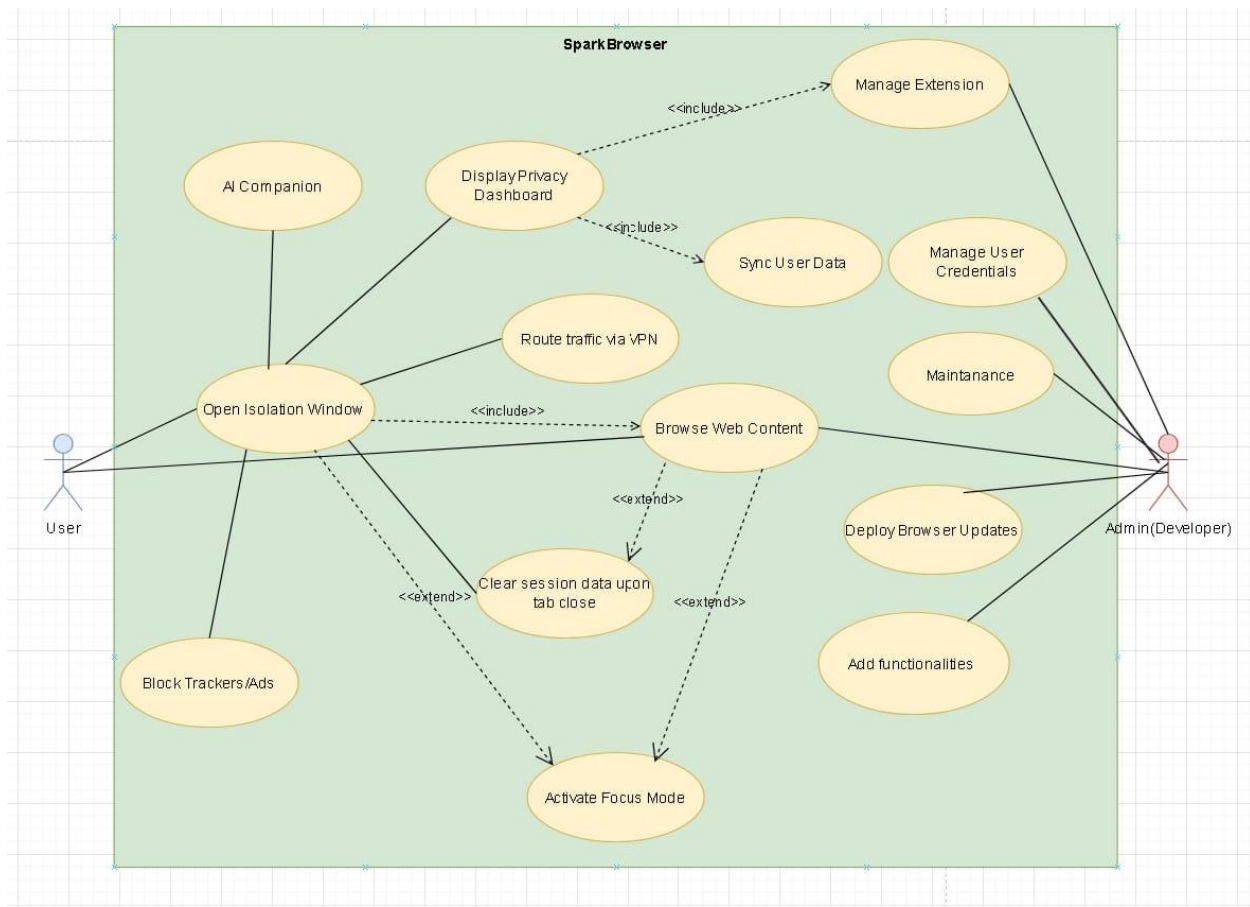 SparkBrowser
Manage Extension
<<include>>
AI Companion
Display Privacy
Dashboard
<<include>>
Sync User Data
Manage User
Credentials
Route traffic via VPN
Maintanance
Open Isolation Window
<<include>>
Browse Web Content
<<extend>>
User
Deploy Browser Updates
Admin(Developer)
Clear session data upon
tab close
<<extend>>
<<extend>>
Add functionalities
Block Trackers/Ads
Activate Focus Mode